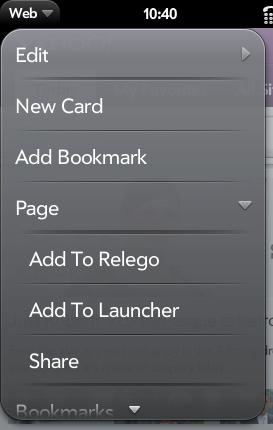 Web 10:40
Edit
New Card
Add Bookmark
Page
Add To Relego
Add To Launcher
Share
Bookmarks